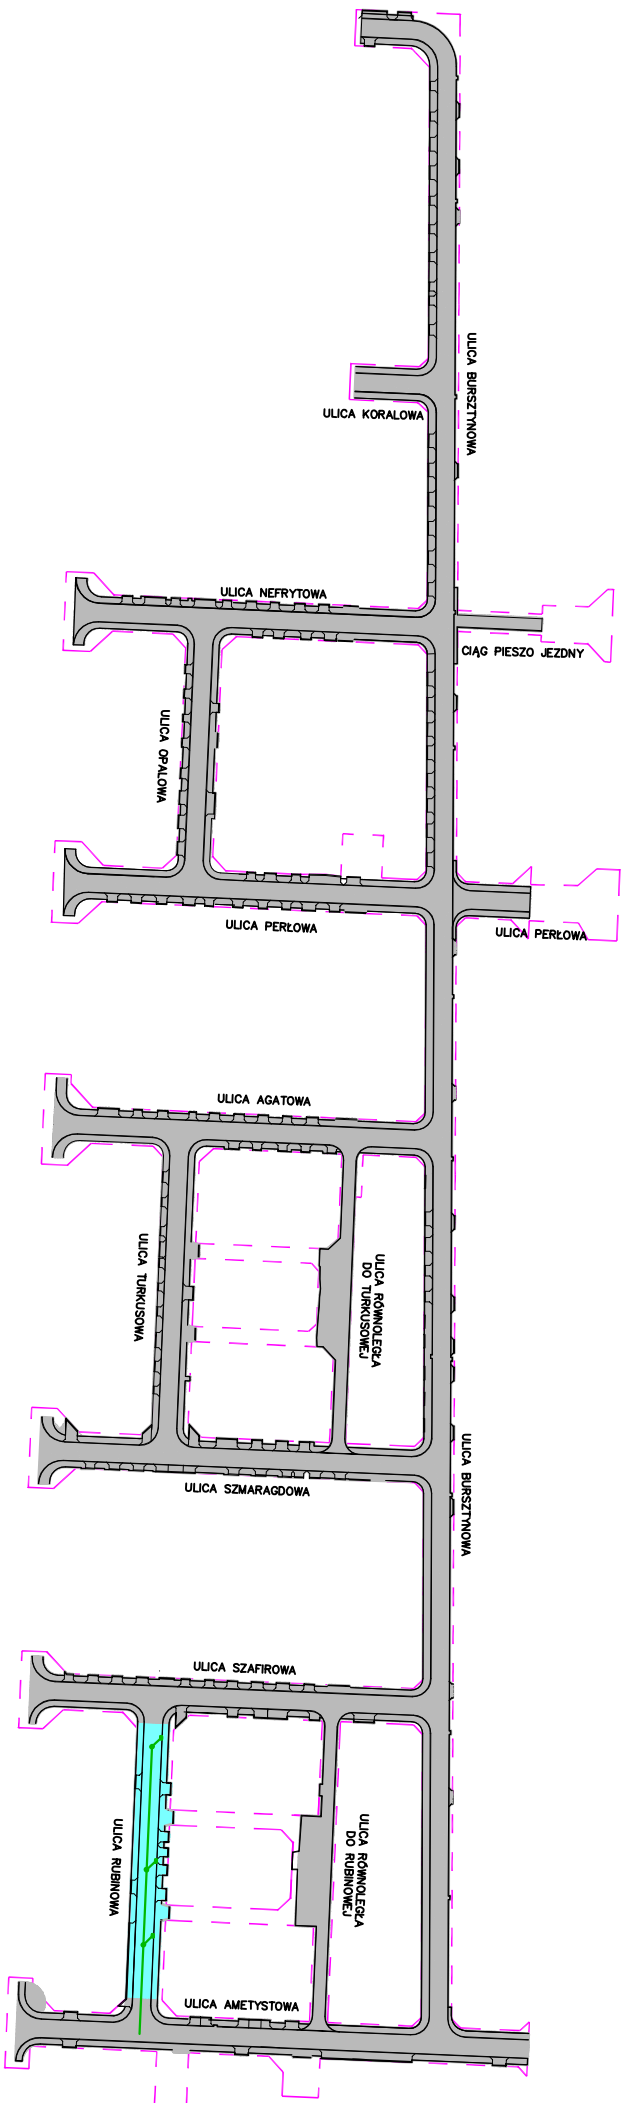 ULICA BURSZTYNOWA
ULICA KORALOWA
ULICA NEFRYTOWA
CIĄG PIESZO JEZDNY
ULICA OPALOWA
ULICA PERŁOWA
ULICA PERŁOWA
ULICA AGATOWA
ULICA TURKUSOWA
ULICA RÓWNOLEGŁA
DO TURKUSOWEJ
ULICA BURSZTYNOWA
ULICA SZMARAGDOWA
ULICA SZAFIROWA
ULICA RUBINOWA
ULICA RÓWNOLEGŁA
DO RUBINOWEJ
ULICA AMETYSTOWA